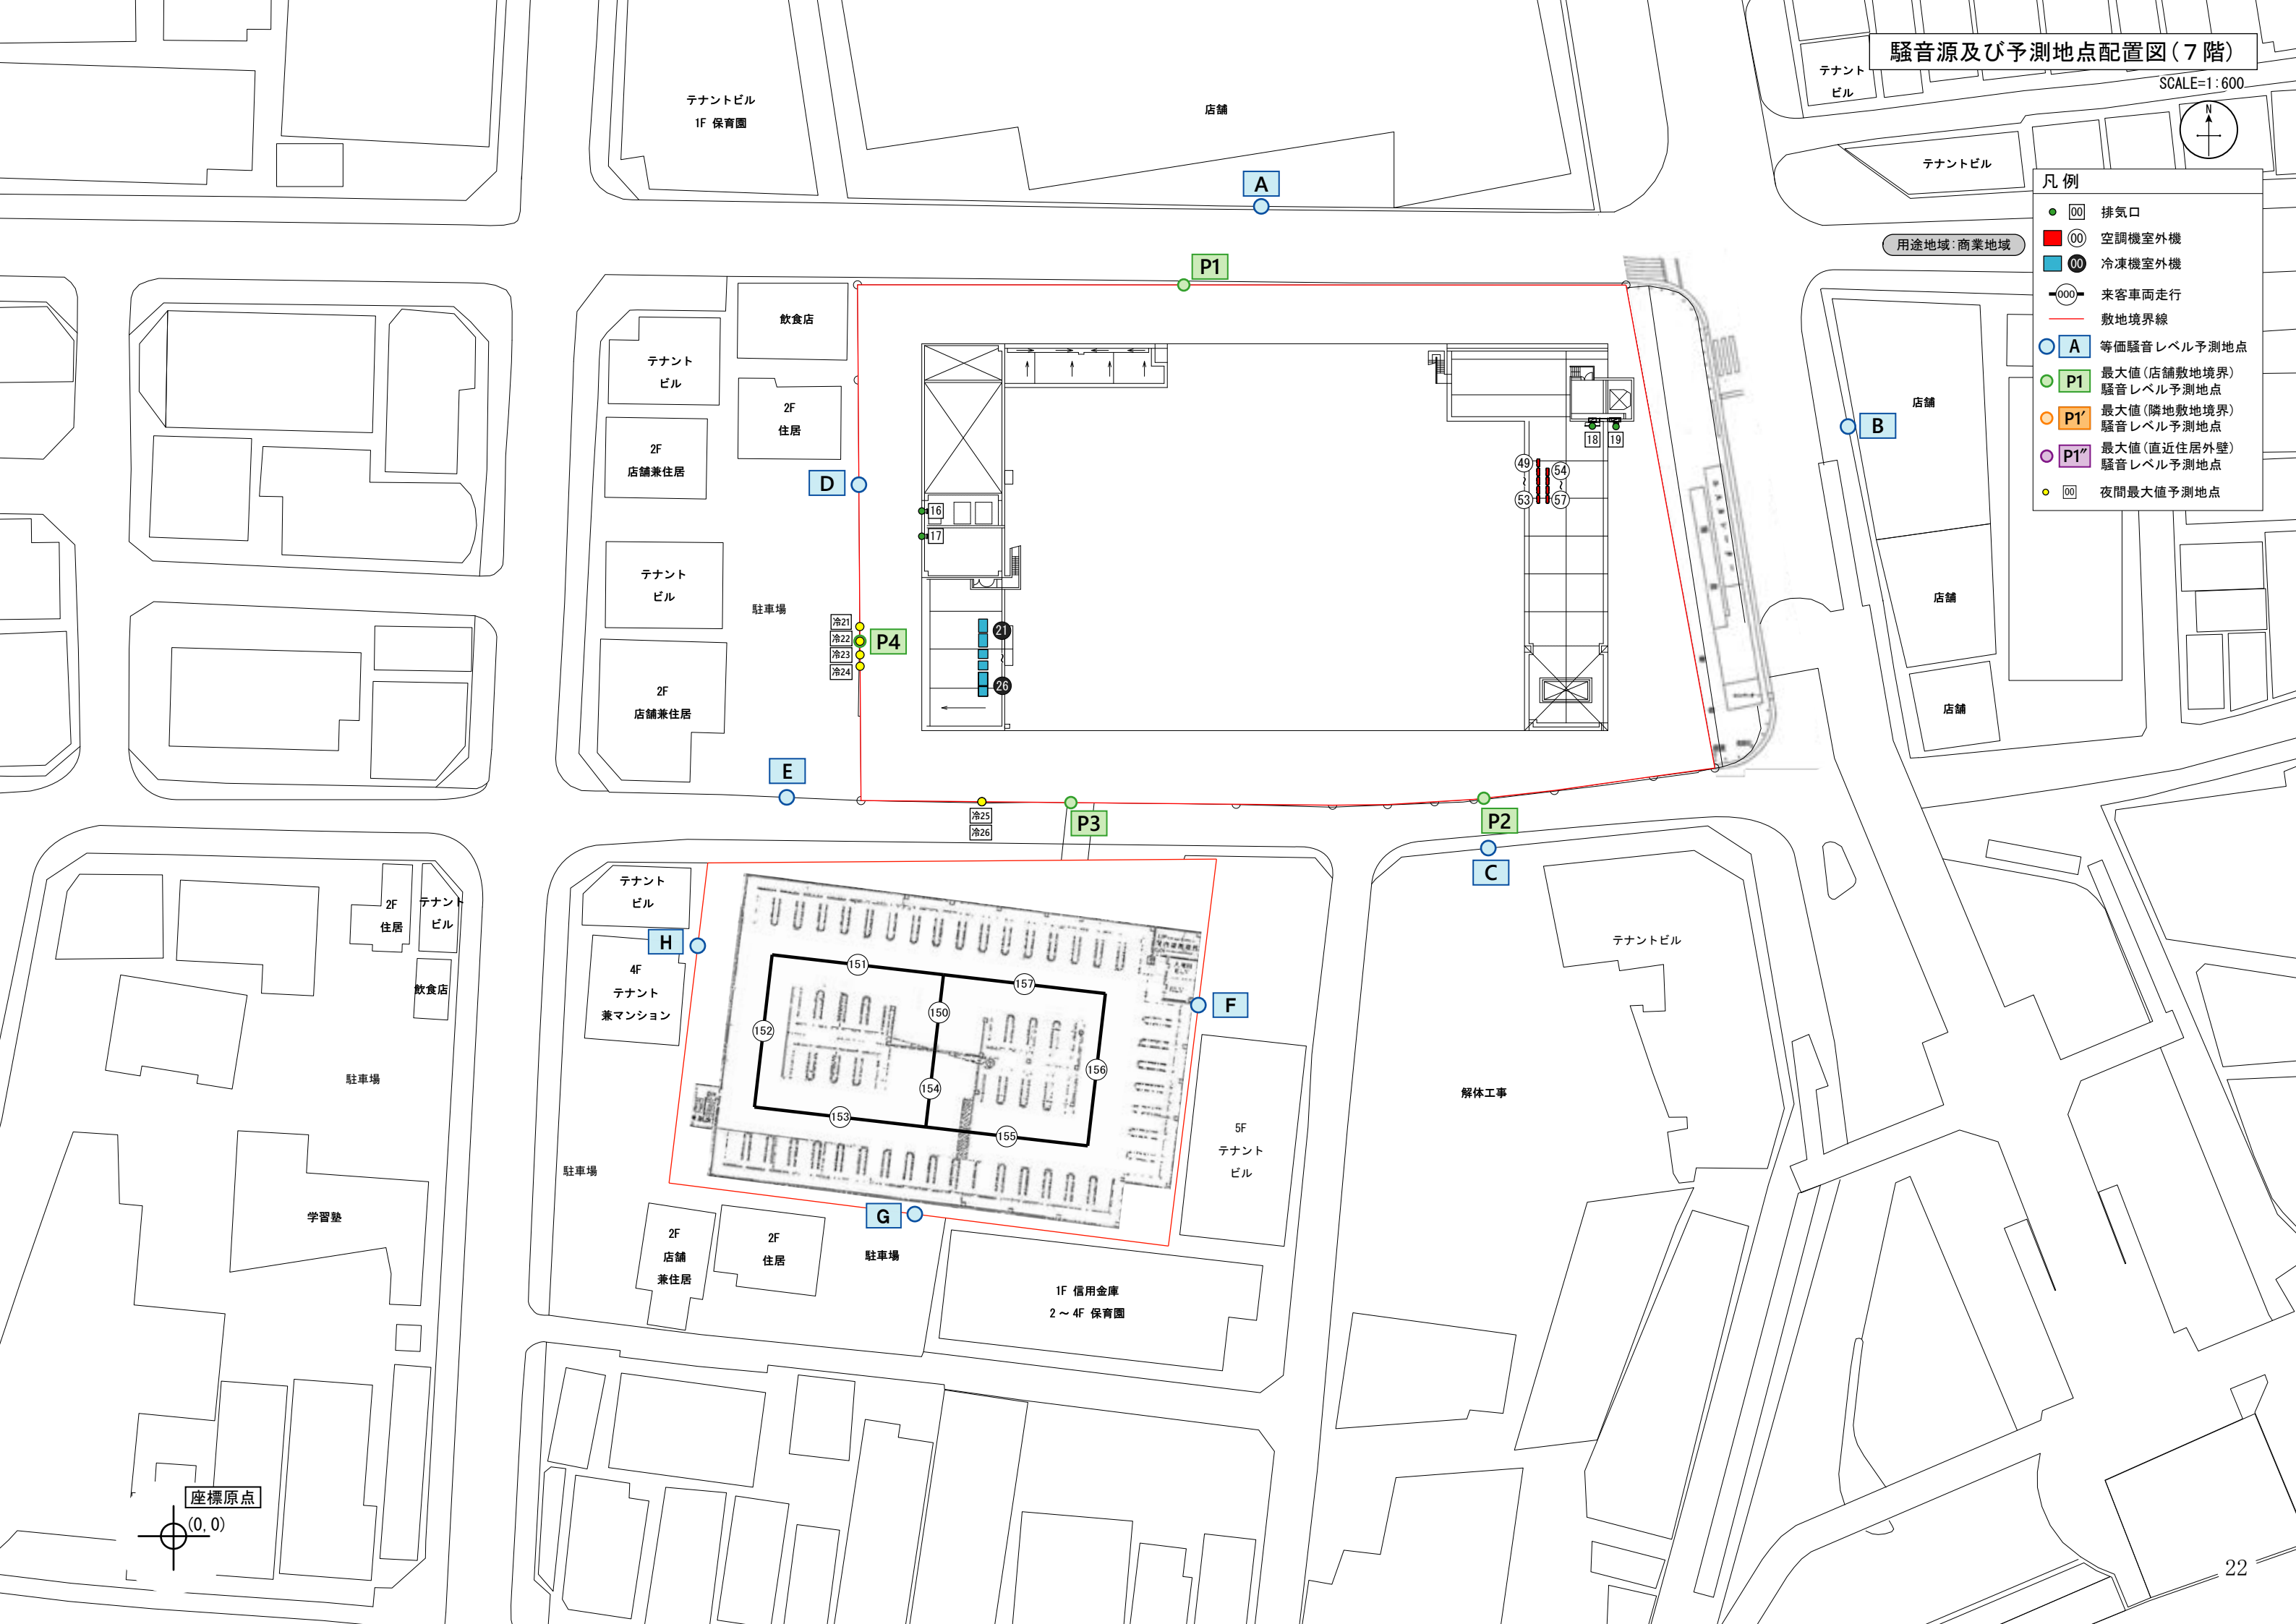 騒音源及び予測地点配置図(７階)
SCALE=1:600
N
凡 例
00 排気口
00 空調機室外機
00 冷凍機室外機
000 来客車両走行
敷地境界線
A 等価騒音レベル予測地点
P1 最大値(店舗敷地境界)
騒音レベル予測地点
P1′ 最大値(隣地敷地境界)
騒音レベル予測地点
P1″ 最大値(直近住居外壁)
騒音レベル予測地点
00 夜間最大値予測地点
用途地域:商業地域
テナント
ビル
テナントビル
テナントビル
1F 保育園
店舗
A
P1
飲食店
テナント
ビル
2F
住居
2F
店舗兼住居
D
テナント
ビル
駐車場
2F
店舗兼住居
16
17
18
19
49
～
53
54
～
57
B
店舗
店舗
店舗
冷21
冷22
冷23
冷24
P4
21
～
26
E
冷25
冷26
P3
P2
C
テナント
ビル
H
4F
テナント
兼マンション
2F
住居
テナント
ビル
飲食店
駐車場
151
157
150
152
154
156
153
155
F
テナントビル
解体工事
5F
テナント
ビル
駐車場
学習塾
G
2F
店舗
兼住居
2F
住居
駐車場
1F 信用金庫
2～4F 保育園
座標原点
(0,0)
22